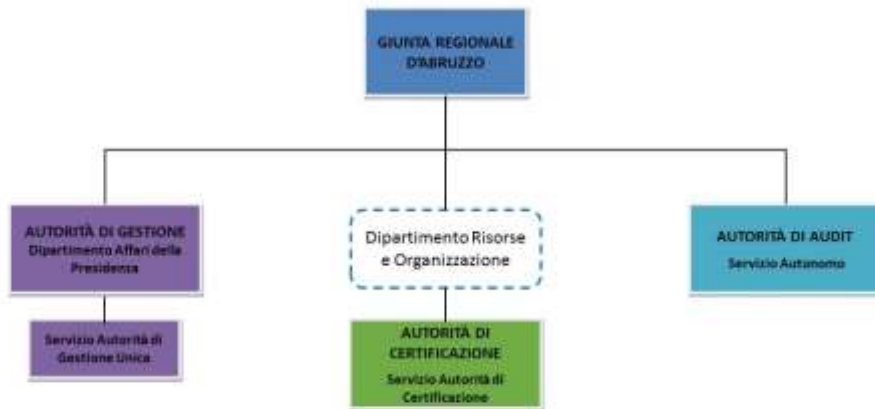 GIUNTA REGIONALE
D'ABRUZZO
AUTORITÀ DI GESTIONE
Dipartimento Affari della
Presidenza
Dipartimento Risorse
e Organizzazione
AUTORITÀ DI AUDIT
Servizio Autonomo
Servizio Autorità di
Gestione Unica
AUTORITÀ DI
CERTIFICAZIONE
Servizio Autorità di
Certificazione